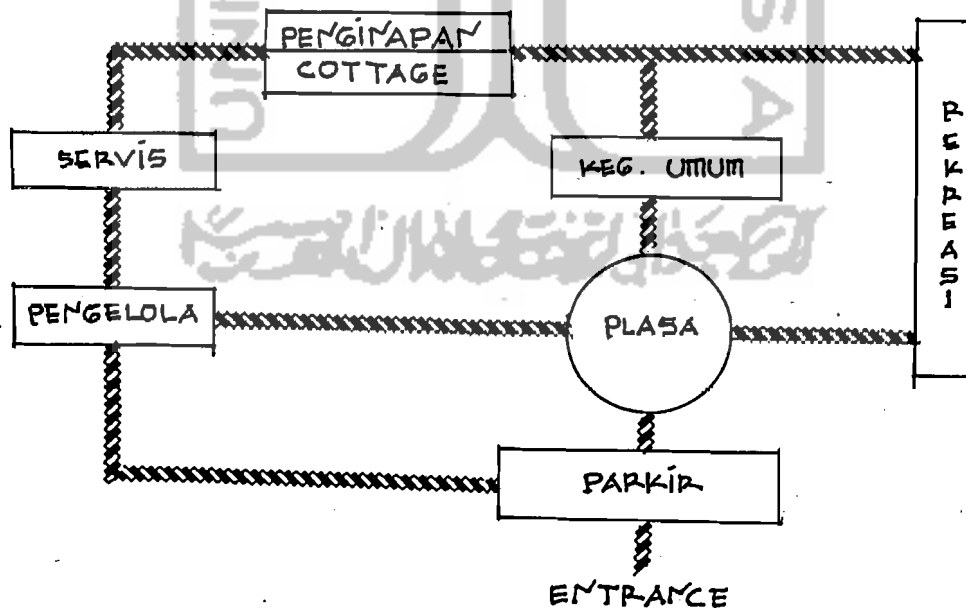 PENGINAPAN
COTTAGE
SERVIS
KEG. UMUM
REKREASI
PENGELOLA
PLASA
PARKIR
ENTRANCE